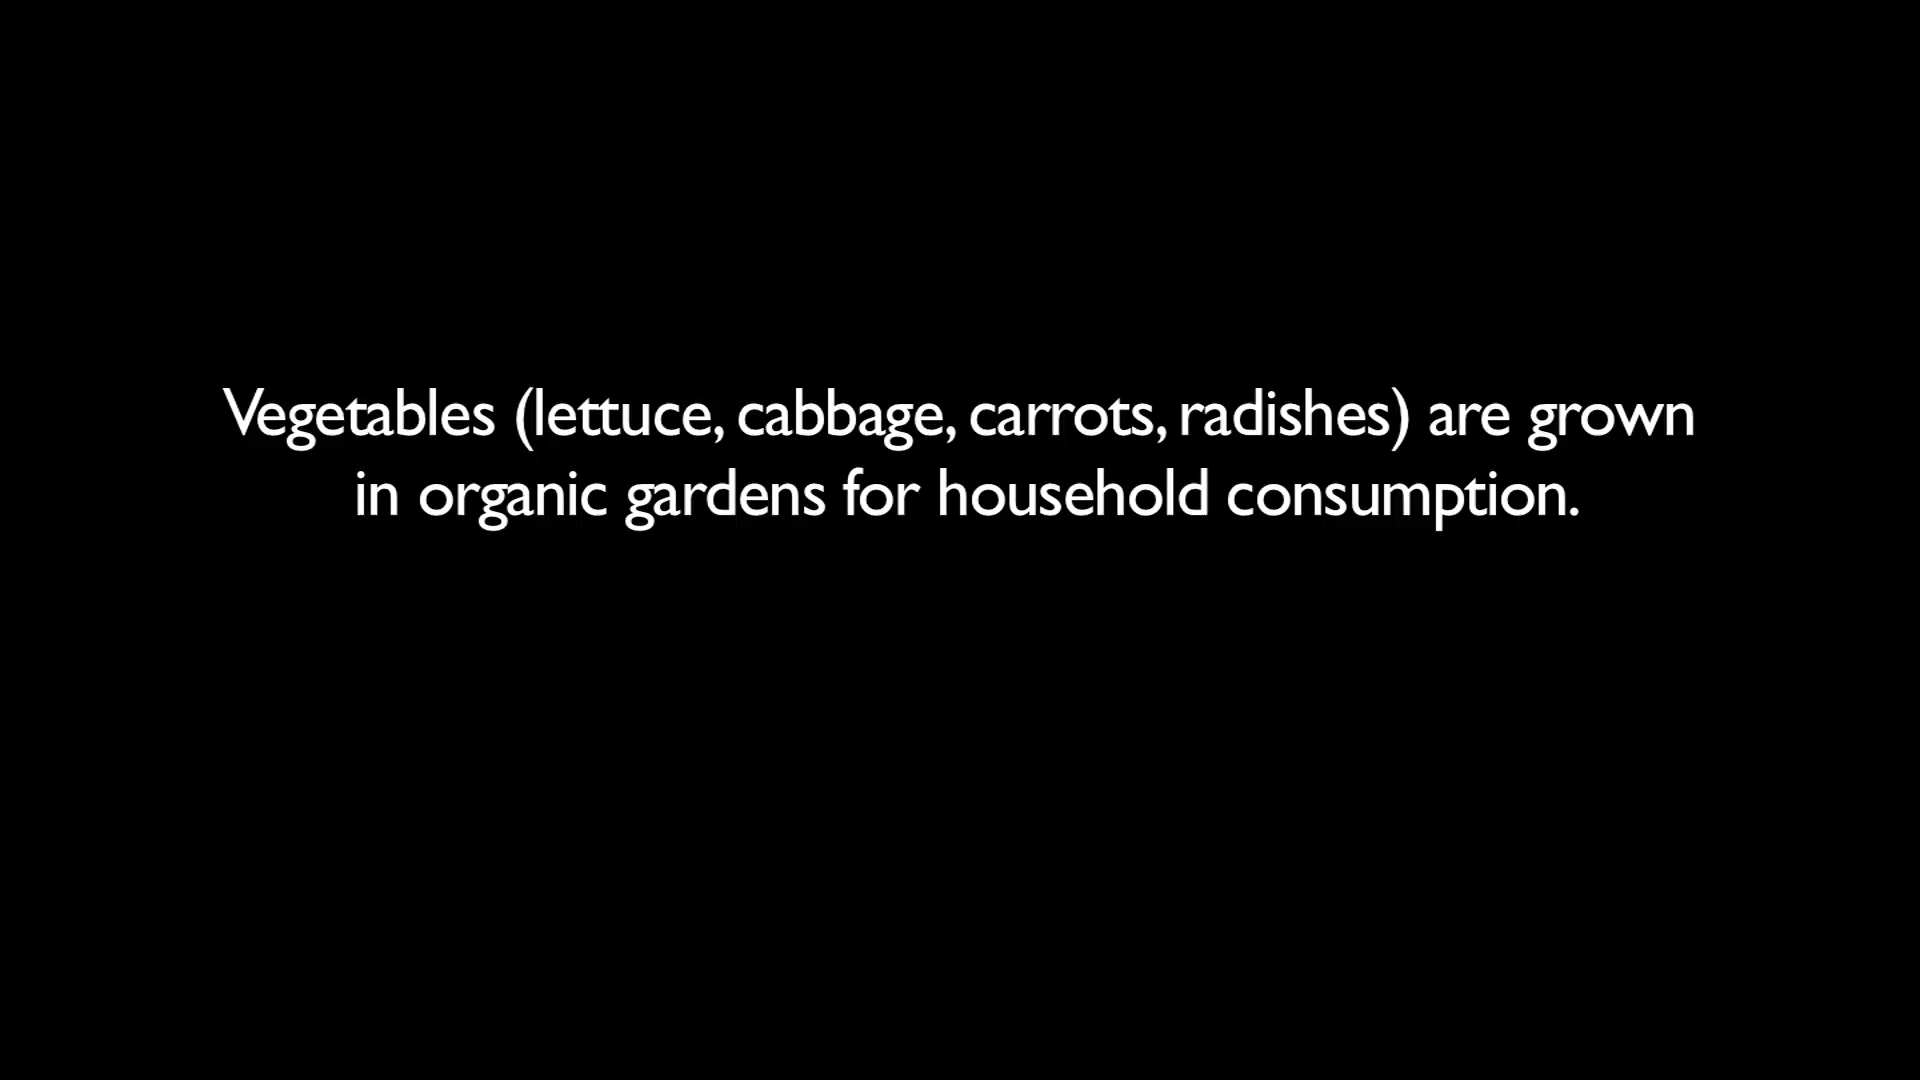 Vegetables (lettuce, cabbage, carrots, radishes) are grown
in organic gardens for household consumption.